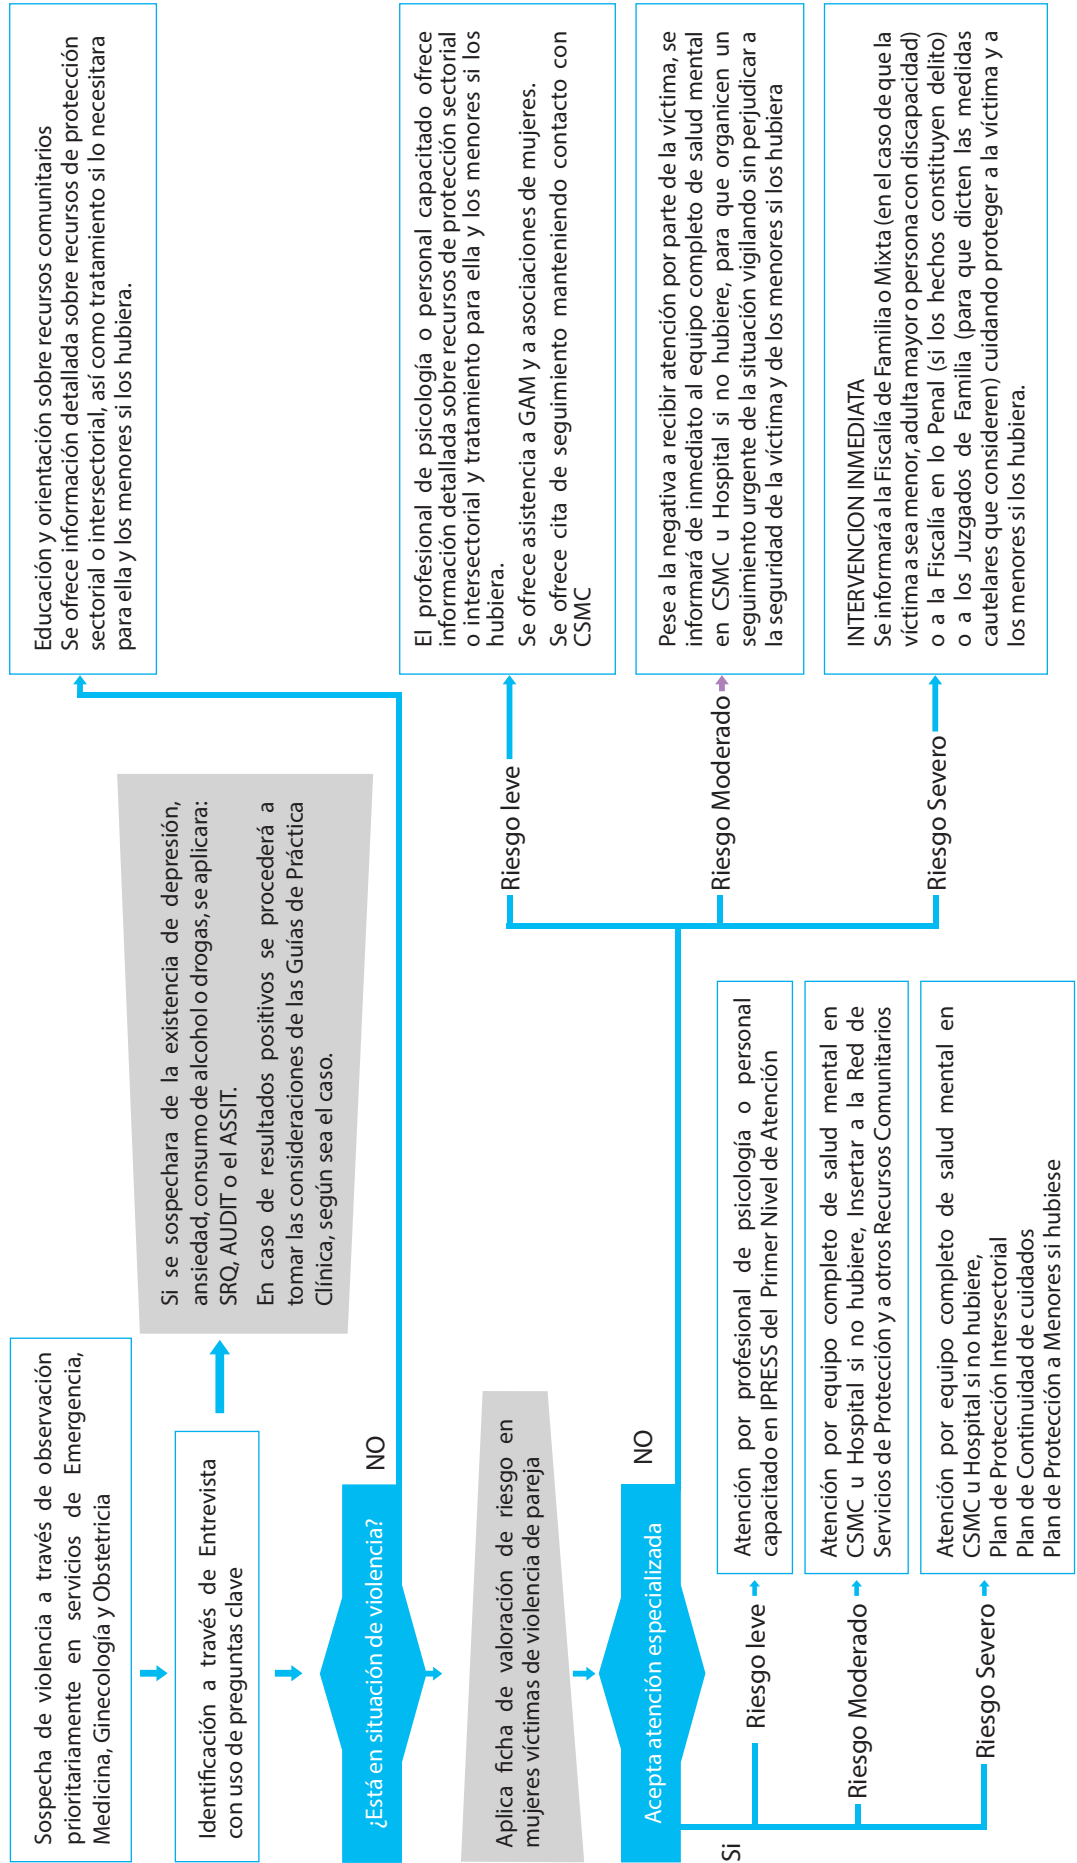 Sospecha de violencia a través de observación
prioritariamente en servicios de Emergencia,
Medicina, Ginecología y Obstetricia
Identificación a través de Entrevista
con uso de preguntas clave
Si se sospechara de la existencia de depresión,
ansiedad, consumo de alcohol o drogas, se aplicara:
SRQ, AUDIT o el ASSIT.
En caso de resultados positivos se procederá a
tomar las consideraciones de las Guías de Práctica
Clínica, según sea el caso.
¿Está en situación de violencia?
NO
Educación y orientación sobre recursos comunitarios
Se ofrece información detallada sobre recursos de protección
sectorial o intersectorial, así como tratamiento si lo necesitara
para ella y los menores si los hubiera.
Aplica ficha de valoración de riesgo en
mujeres víctimas de violencia de pareja
Acepta atención especializada
NO
Riesgo leve
El profesional de psicología o personal capacitado ofrece
información detallada sobre recursos de protección sectorial
o intersectorial y tratamiento para ella y los menores si los
hubiera.
Se ofrece asistencia a GAM y a asociaciones de mujeres.
Se ofrece cita de seguimiento manteniendo contacto con
CSMC
Riesgo Moderado
Pese a la negativa a recibir atención por parte de la víctima, se
informará de inmediato al equipo completo de salud mental
en CSMC u Hospital si no hubiere, para que organicen un
seguimiento urgente de la situación vigilando sin perjudicar a
la seguridad de la víctima y de los menores si los hubiera
Riesgo Severo
INTERVENCION INMEDIATA
Se informará a la Fiscalía de Familia o Mixta (en el caso de que la
víctima a sea menor, adulta mayor o persona con discapacidad)
o a la Fiscalía en lo Penal (si los hechos constituyen delito)
o a los Juzgados de Familia (para que dicten las medidas
cautelares que consideren) cuidando proteger a la víctima y a
los menores si los hubiera.
Si
Riesgo leve
Atención por profesional de psicología o personal
capacitado en IPRESS del Primer Nivel de Atención
Riesgo Moderado
Atención por equipo completo de salud mental en
CSMC u Hospital si no hubiere, Insertar a la Red de
Servicios de Protección y a otros Recursos Comunitarios
Riesgo Severo
Atención por equipo completo de salud mental en
CSMC u Hospital si no hubiere,
Plan de Protección Intersectorial
Plan de Continuidad de cuidados
Plan de Protección a Menores si hubiese